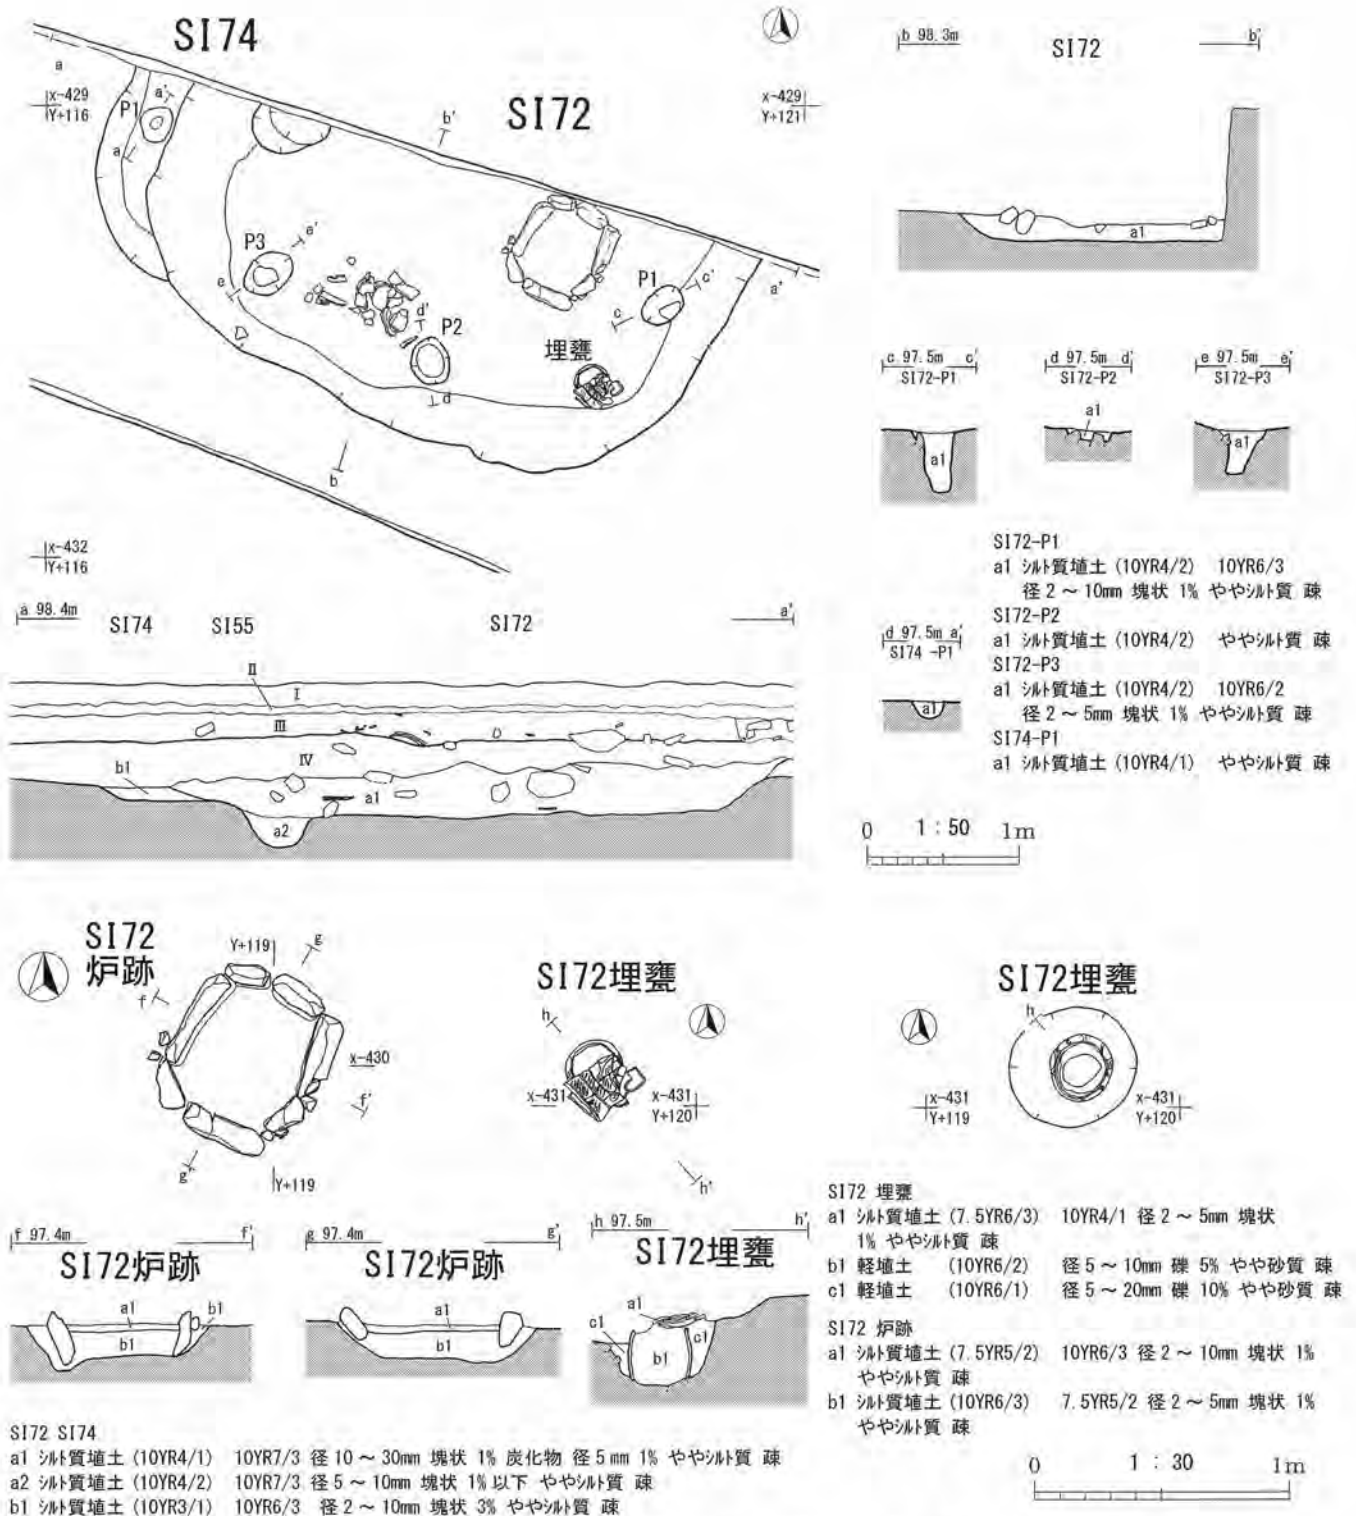 SI74
SI72
a
x-429
Y+116
P1
a'
a
b'
x-429
Y+121
P3
e'
e
d'
P2
d
埋甕
P1
c'
c
a'
b
x-432
Y+116
b 98.3m b'
SI72
a1
c 97.5m c'
SI72-P1
a1
d 97.5m d'
SI72-P2
a1
e 97.5m e'
SI72-P3
a1
SI72-P1
a1 シルト質埴土 (10YR4/2) 10YR6/3
径2～10mm 塊状 1% ややシルト質 疎
SI72-P2
a1 シルト質埴土 (10YR4/2) ややシルト質 疎
SI72-P3
a1 シルト質埴土 (10YR4/2) 10YR6/2
径2～5mm 塊状 1% ややシルト質 疎
SI74-P1
a1 シルト質埴土 (10YR4/1) ややシルト質 疎
d 97.5m a'
SI74 -P1
a1
0 1:50 1m
a 98.4m a'
SI74 SI55 SI72
Ⅱ
Ⅰ
Ⅲ
Ⅳ
b1
a1
a2
SI72
炉跡
Y+119
g
f
x-430
f'
g'
Y+119
SI72埋甕
h
x-431
x-431
Y+120
h'
SI72埋甕
h
x-431
Y+119
x-431
Y+120
f 97.4m f'
SI72炉跡
a1
b1
b1
g 97.4m g'
SI72炉跡
a1
b1
h 97.5m h'
SI72埋甕
a1
c1
c1
b1
SI72 埋甕
a1 シルト質埴土 (7.5YR6/3) 10YR4/1 径2～5mm 塊状
1% ややシルト質 疎
b1 軽埴土 (10YR6/2) 径5～10mm 礫 5% やや砂質 疎
c1 軽埴土 (10YR6/1) 径5～20mm 礫 10% やや砂質 疎
SI72 炉跡
a1 シルト質埴土 (7.5YR5/2) 10YR6/3 径2～10mm 塊状 1%
ややシルト質 疎
b1 シルト質埴土 (10YR6/3) 7.5YR5/2 径2～5mm 塊状 1%
ややシルト質 疎
0 1:30 1m
SI72 SI74
a1 シルト質埴土 (10YR4/1) 10YR7/3 径10～30mm 塊状 1% 炭化物 径5mm 1% ややシルト質 疎
a2 シルト質埴土 (10YR4/2) 10YR7/3 径5～10mm 塊状 1%以下 ややシルト質 疎
b1 シルト質埴土 (10YR3/1) 10YR6/3 径2～10mm 塊状 3% ややシルト質 疎